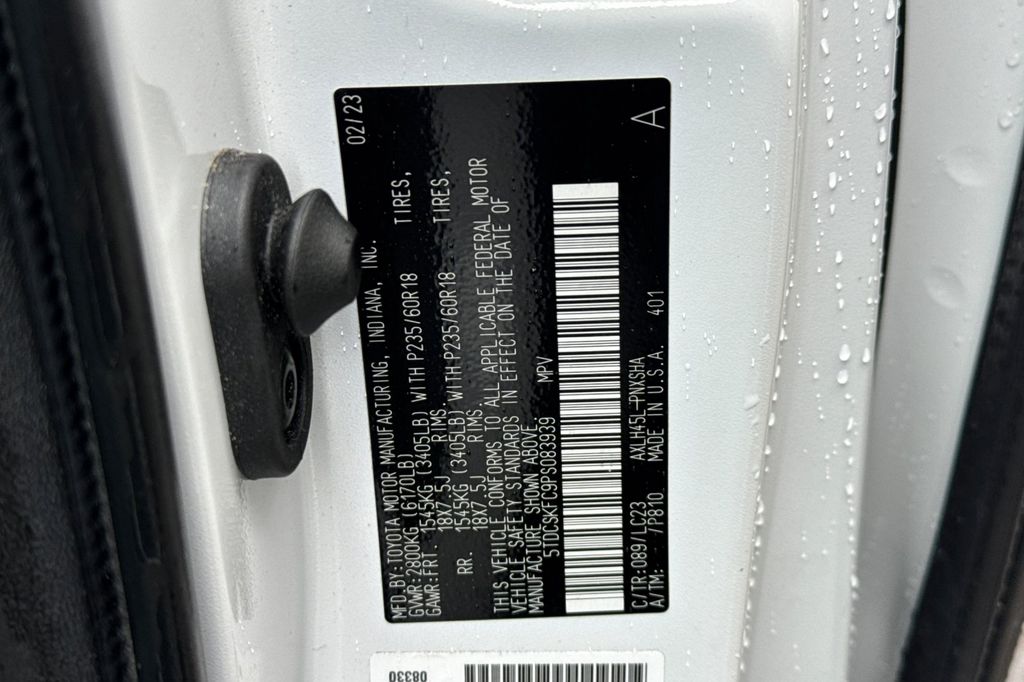 02/23
MFD.BY:TOYOTA MOTOR MANUFACTURING, INDIANA, INC.
GVWR:2800KG (6170LB)
GAWR:FRT. 1545KG (3405LB) WITH P235/60R18 TIRES,
18X7.5J RIMS
RR. 1545KG (3405LB) WITH P235/60R18 TIRES,
18X7.5J RIMS
THIS VEHICLE CONFORMS TO ALL APPLICABLE FEDERAL MOTOR
VEHICLE SAFETY STANDARDS IN EFFECT ON THE DATE OF
MANUFACTURE SHOWN ABOVE.
5TDCSKFC9PS083939 MPV
C/TR:089/LC23 AXLH45L-PNXSHA
A/TM: 7/P810 MADE IN U.S.A. 401
A
08330